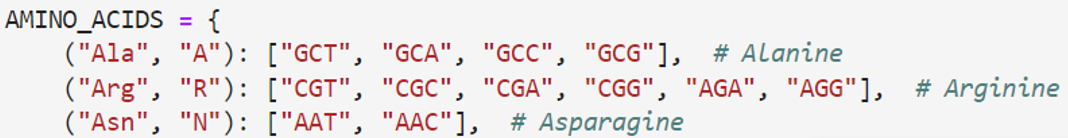 AMINO_ACIDS = {
    ("Ala", "A"): ["GCT", "GCA", "GCC", "GCG"],  # Alanine
    ("Arg", "R"): ["CGT", "CGC", "CGA", "CGG", "AGA", "AGG"],  # Arginine
    ("Asn", "N"): ["AAT", "AAC"],  # Asparagine